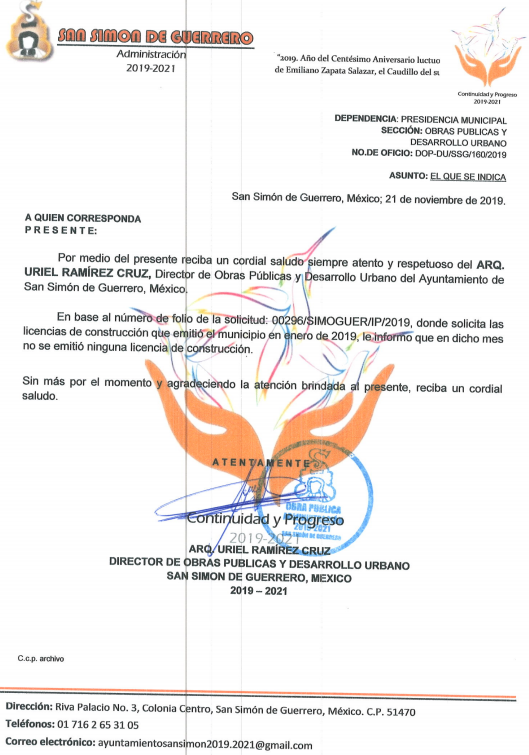 SAN SIMON DE GUERRERO
Administración
2019-2021
"2019. Año del Centésimo Aniversario luctuo
de Emiliano Zapata Salazar, el Caudillo del su
Continuidad y Progreso
2019-2021
DEPENDENCIA: PRESIDENCIA MUNICIPAL
SECCIÓN: OBRAS PUBLICAS Y
DESARROLLO URBANO
NO.DE OFICIO: DOP-DU/SSG/160/2019
ASUNTO: EL QUE SE INDICA
San Simón de Guerrero, México; 21 de noviembre de 2019.
A QUIEN CORRESPONDA
P R E S E N T E:
Por medio del presente reciba un cordial saludo siempre atento y respetuoso del ARQ.
URIEL RAMÍREZ CRUZ, Director de Obras Públicas y Desarrollo Urbano del Ayuntamiento de
San Simón de Guerrero, México.
En base al número de folio de la solicitud: 00296/SIMOGUER/IP/2019, donde solicita las
licencias de construcción que emitió el municipio en enero de 2019, le informo que en dicho mes
no se emitió ninguna licencia de construcción.
Sin más por el momento y agradeciendo la atención brindada al presente, reciba un cordial
saludo.
A T E N T A M E N T E
OBRA PUBLICA
2019-2021
SAN SIMON DE GUERRERO
Continuidad y Progreso
2019-2021
ARQ. URIEL RAMÍREZ CRUZ
DIRECTOR DE OBRAS PUBLICAS Y DESARROLLO URBANO
SAN SIMON DE GUERRERO, MEXICO
2019 – 2021
C.c.p. archivo
Dirección: Riva Palacio No. 3, Colonia Centro, San Simón de Guerrero, México. C.P. 51470
Teléfonos: 01 716 2 65 31 05
Correo electrónico: ayuntamientosansimon2019.2021@gmail.com